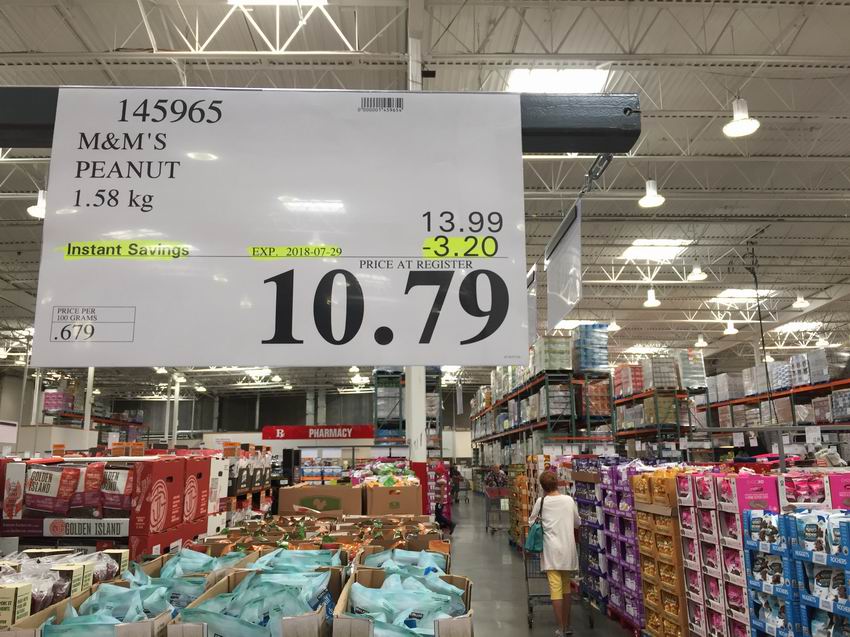 145965
M&M'S
PEANUT
1.58 kg
13.99
Instant Savings EXP. 2018-07-29 -3.20
PRICE AT REGISTER
10.79
PRICE PER
100 GRAMS
.679
PHARMACY
GOLDEN ISLAND
GOLDEN ISLAND